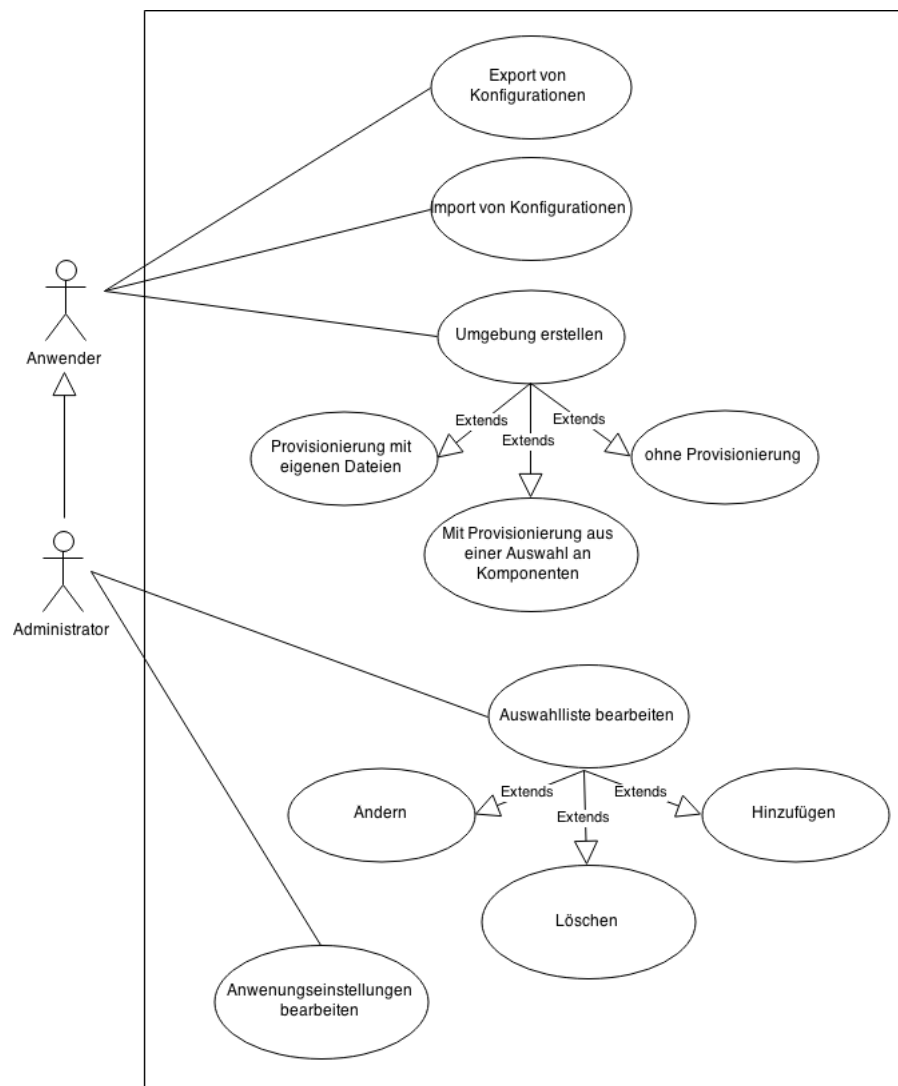 Export von
Konfigurationen
Import von Konfigurationen
Umgebung erstellen
Anwender
Extends
Extends
Extends
Provisionierung mit
eigenen Dateien
ohne Provisionierung
Mit Provisionierung aus
einer Auswahl an
Komponenten
Administrator
Auswahlliste bearbeiten
Extends
Extends
Extends
Andern
Hinzufügen
Löschen
Anwenungseinstellungen
bearbeiten